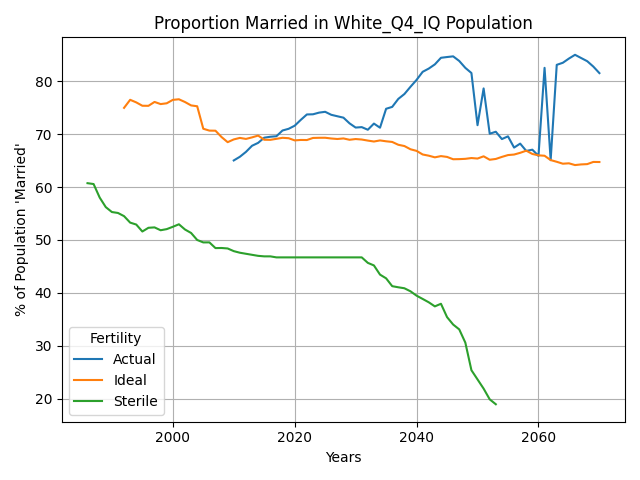 Proportion Married in White_Q4_IQ Population
% of Population 'Married'
80
70
60
50
40
30
20
Fertility
Actual
Ideal
Sterile
2000
2020
2040
2060
Years